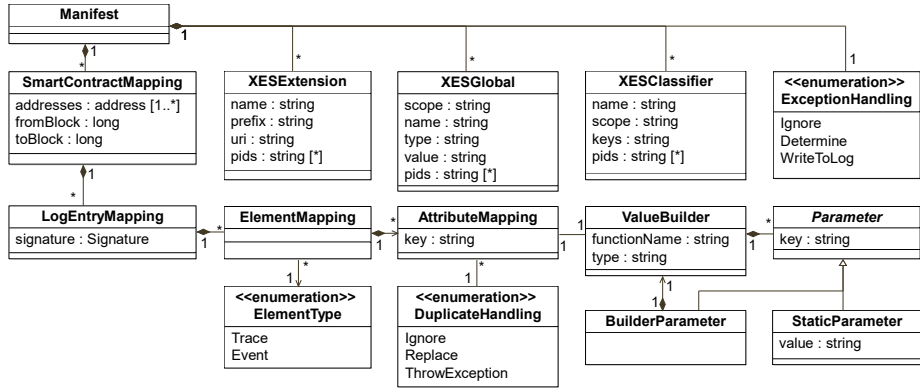 Manifest
1
1
*
*
*
*
1
SmartContractMapping
addresses : address [1..*]
fromBlock : long
toBlock : long
XESExtension
name : string
prefix : string
uri : string
pids : string [*]
XESGlobal
scope : string
name : string
type : string
value : string
pids : string [*]
XESClassifier
name : string
scope : string
keys : string
pids : string [*]
<<enumeration>>
ExceptionHandling
Ignore
Determine
WriteToLog
1
*
LogEntryMapping
signature : Signature
1
*
ElementMapping
1
*
AttributeMapping
key : string
1
1
ValueBuilder
functionName : string
type : string
1
*
Parameter
key : string
*
1
*
1
1
1
<<enumeration>>
ElementType
Trace
Event
<<enumeration>>
DuplicateHandling
Ignore
Replace
ThrowException
BuilderParameter
StaticParameter
value : string